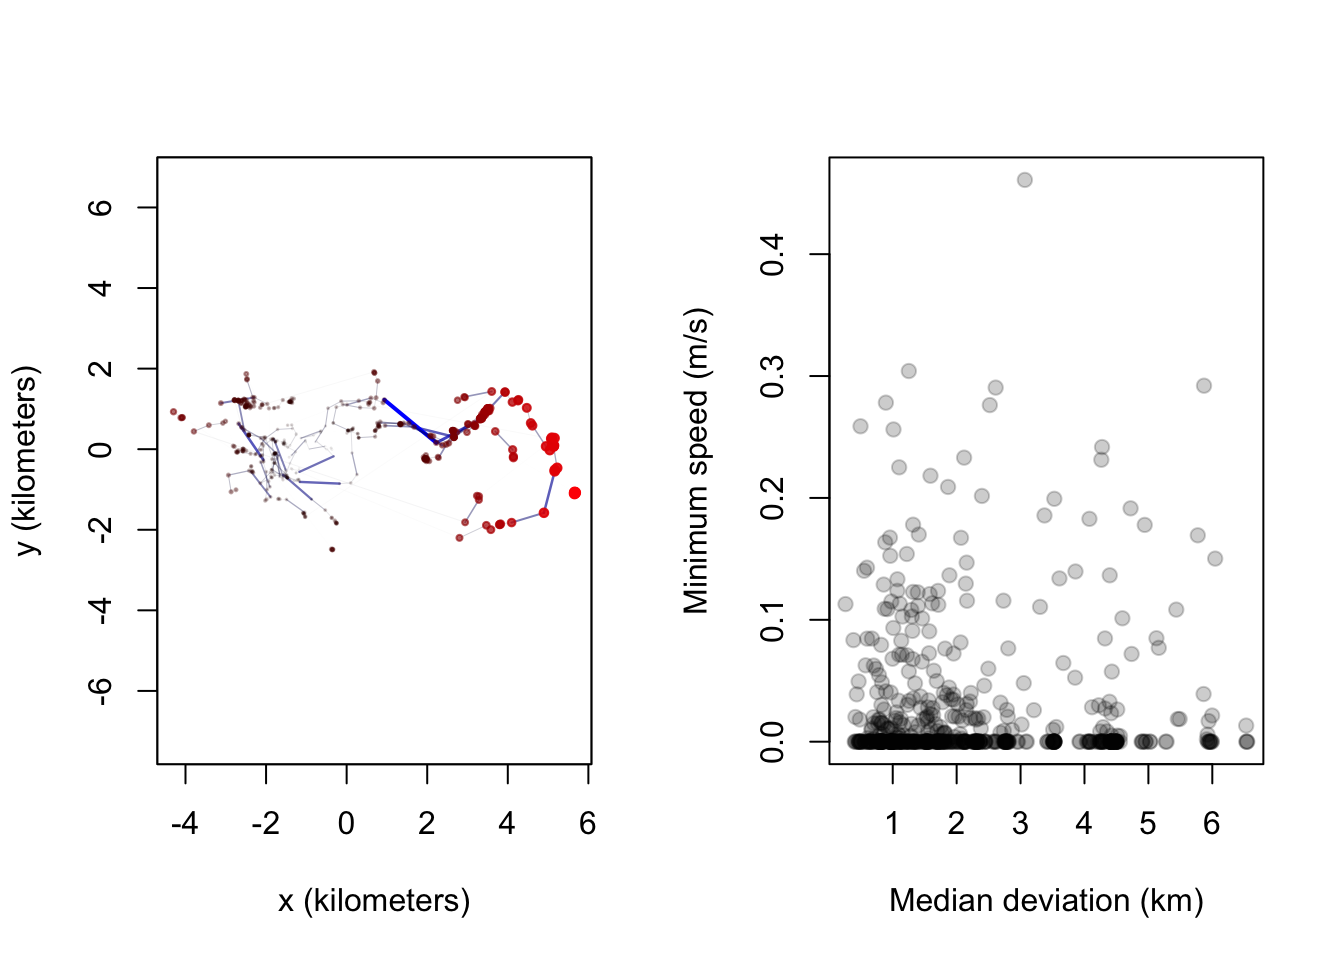 6
4
2
0
-2
-4
-6
y (kilometers)
-4 -2 0 2 4 6
x (kilometers)
0.4
0.3
0.2
0.1
0.0
Minimum speed (m/s)
1 2 3 4 5 6
Median deviation (km)